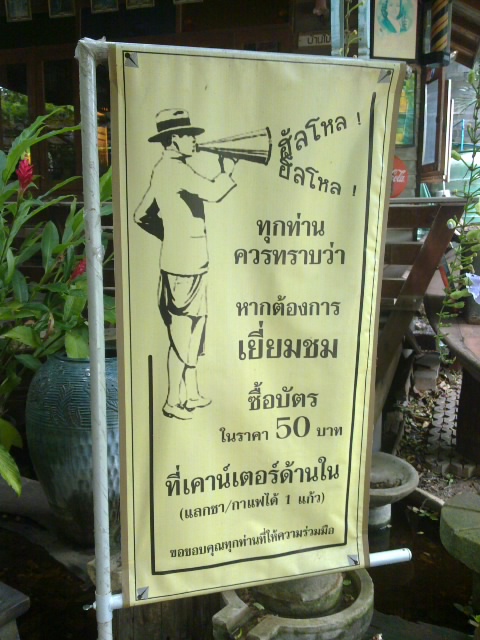 ฮัลโหล !
ฮัลโหล !
ทุกท่าน
ควรทราบว่า
หากต้องการ
เยี่ยมชม
ซื้อบัตร
ในราคา 50 บาท
ที่เคาน์เตอร์ด้านใน
(แลกชา/กาแฟได้ 1 แก้ว)
ขอขอบคุณทุกท่านที่ให้ความร่วมมือ